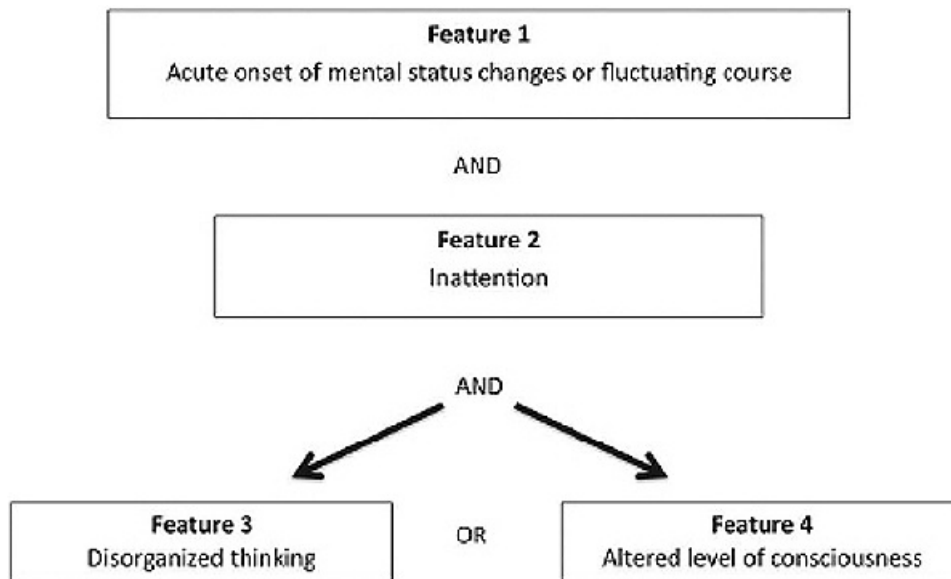 Feature 1
Acute onset of mental status changes or fluctuating course
AND
Feature 2
Inattention
AND
Feature 3
Disorganized thinking
OR
Feature 4
Altered level of consciousness